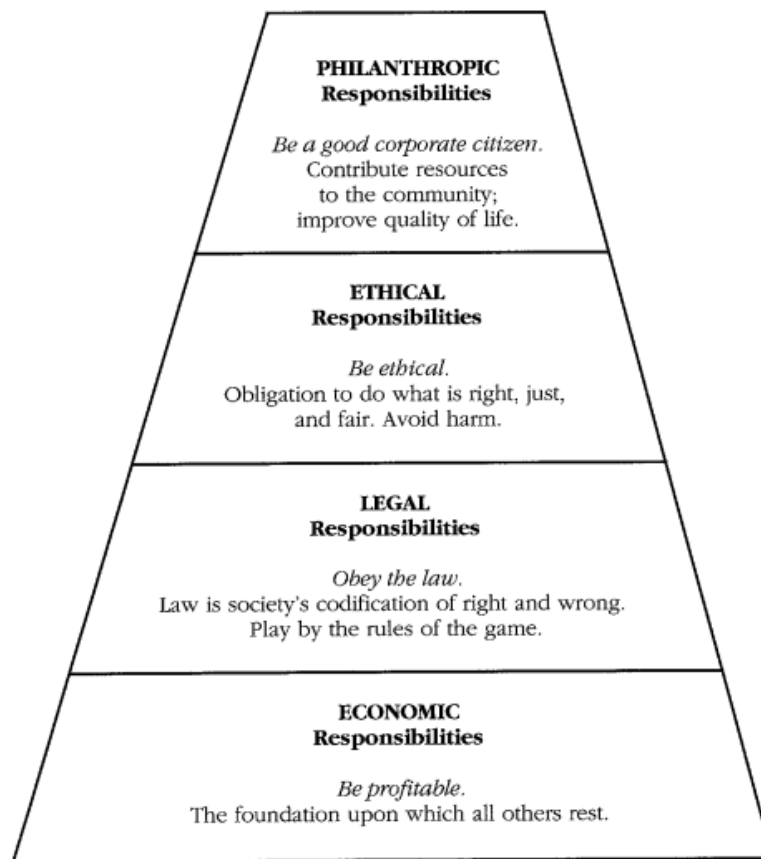 PHILANTHROPIC
Responsibilities
Be a good corporate citizen.
Contribute resources
to the community;
improve quality of life.
ETHICAL
Responsibilities
Be ethical.
Obligation to do what is right, just,
and fair. Avoid harm.
LEGAL
Responsibilities
Obey the law.
Law is society's codification of right and wrong.
Play by the rules of the game.
ECONOMIC
Responsibilities
Be profitable.
The foundation upon which all others rest.